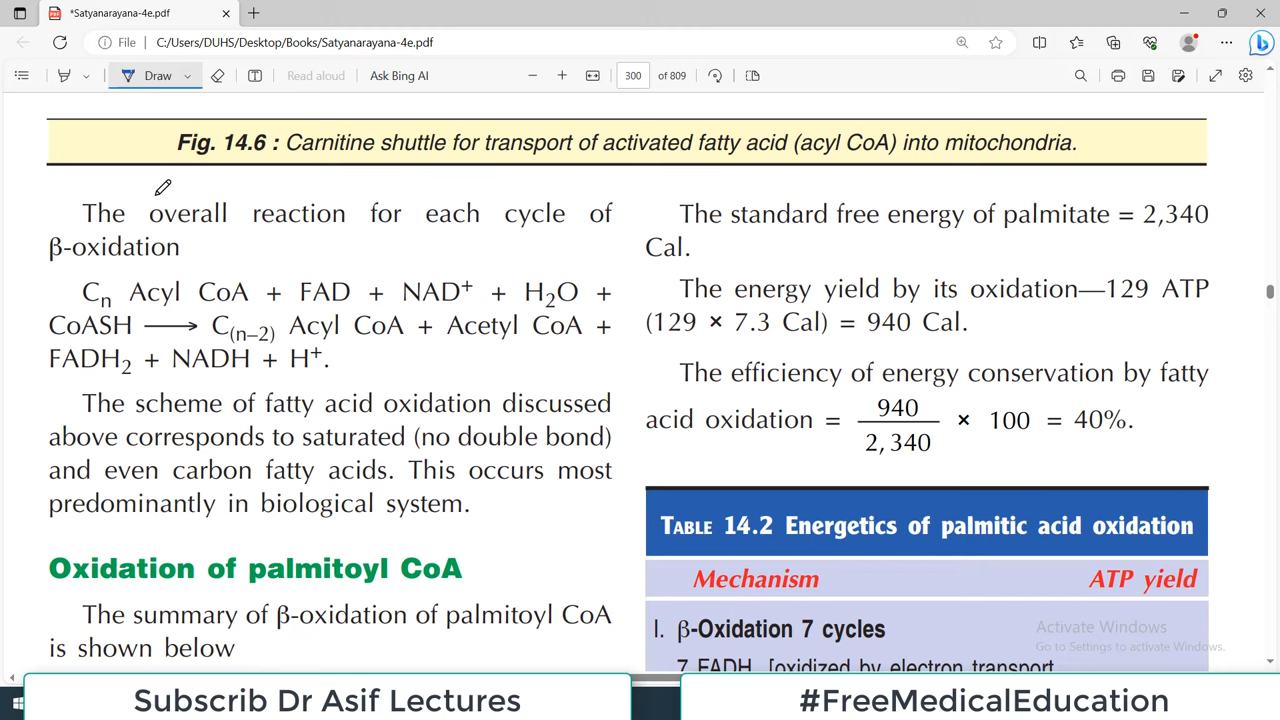 *Satyanarayana-4e.pdf
File C:/Users/DUHS/Desktop/Books/Satyanarayana-4e.pdf
Draw Read aloud Ask Bing AI 300 of 809
Fig. 14.6 : Carnitine shuttle for transport of activated fatty acid (acyl CoA) into mitochondria.
The overall reaction for each cycle of
β-oxidation
Cn Acyl CoA + FAD + NAD+ + H2O +
CoASH ⟶ C(n–2) Acyl CoA + Acetyl CoA +
FADH2 + NADH + H+.
The scheme of fatty acid oxidation discussed
above corresponds to saturated (no double bond)
and even carbon fatty acids. This occurs most
predominantly in biological system.
Oxidation of palmitoyl CoA
The summary of β-oxidation of palmitoyl CoA
is shown below
The standard free energy of palmitate = 2,340
Cal.
The energy yield by its oxidation—129 ATP
(129 × 7.3 Cal) = 940 Cal.
The efficiency of energy conservation by fatty
acid oxidation = 940 / 2,340 × 100 = 40%.
TABLE 14.2 Energetics of palmitic acid oxidation
Mechanism ATP yield
I. β-Oxidation 7 cycles
7 FADH [oxidized by electron transport
Activate Windows
Go to Settings to activate Windows.
Subscrib Dr Asif Lectures
#FreeMedicalEducation